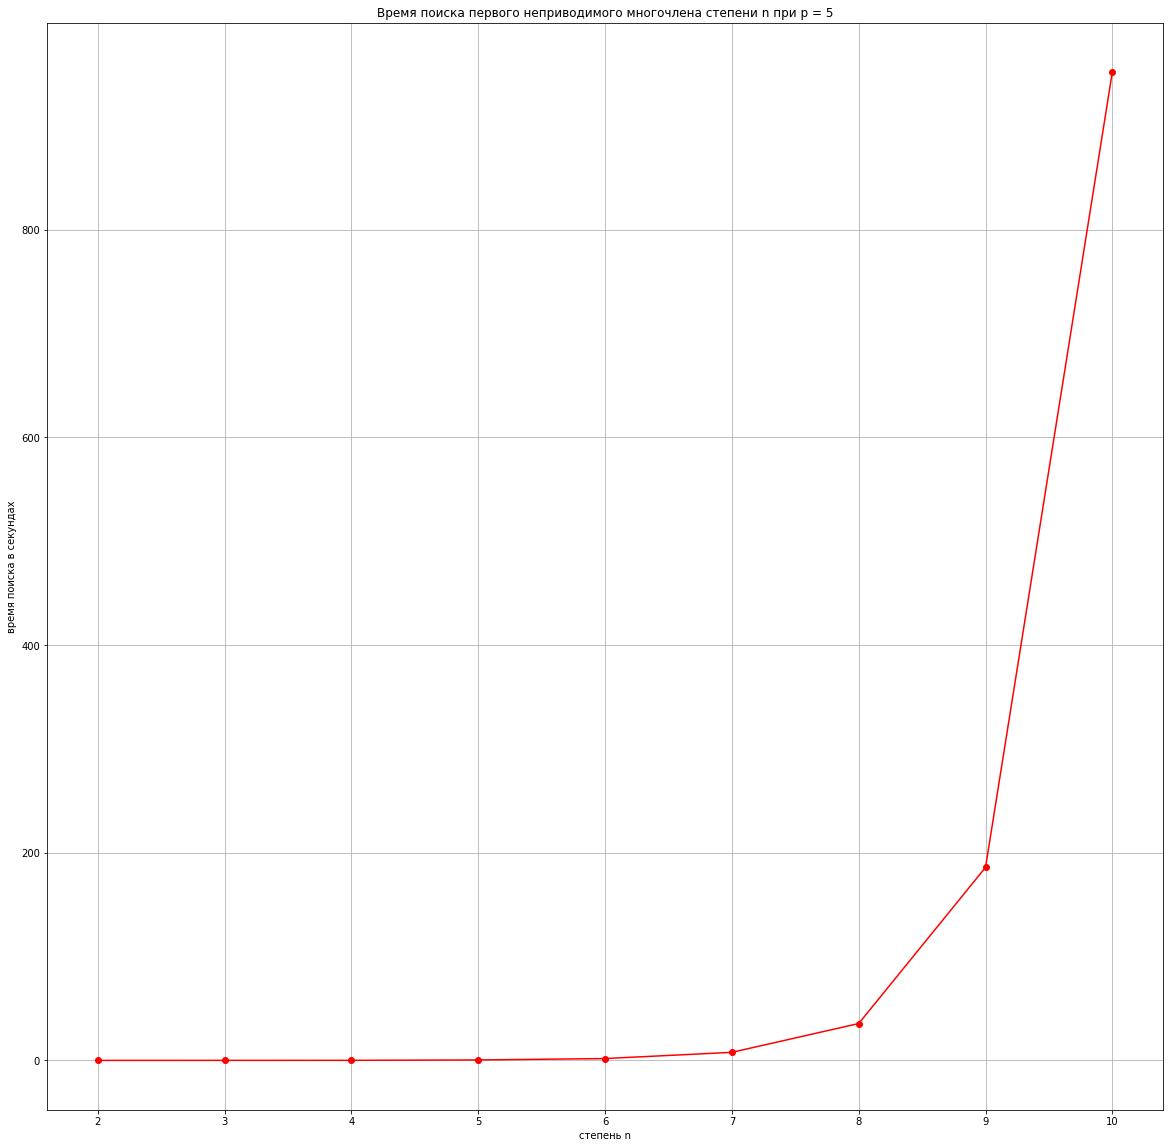 Время поиска первого неприводимого многочлена степени n при p = 5
время поиска в секундах
800
600
400
200
0
2 3 4 5 6 7 8 9 10
степень n